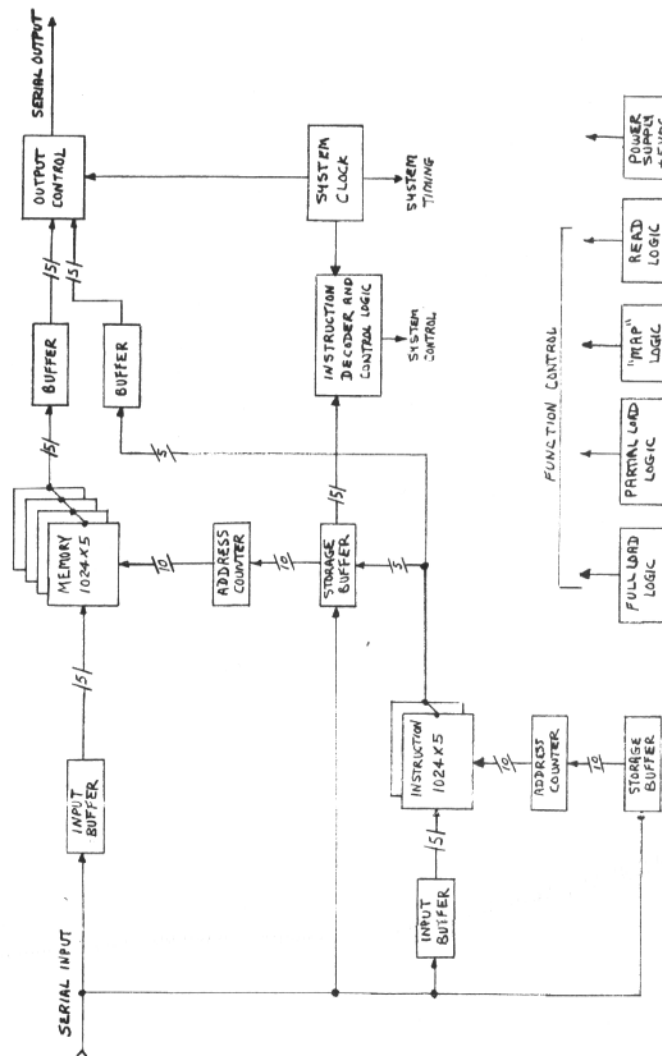 SERIAL INPUT
INPUT
BUFFER
/5/
MEMORY
1024X5
/5/
BUFFER
/5/
OUTPUT
CONTROL
SERIAL OUTPUT
BUFFER
/5/
/10/
ADDRESS
COUNTER
/10/
STORAGE
BUFFER
/5/
/5/
/5/
INSTRUCTION
DECODER AND
CONTROL LOGIC
SYSTEM
CONTROL
SYSTEM
CLOCK
SYSTEM
TIMING
INPUT
BUFFER
/5/
INSTRUCTION
1024X5
/10/
ADDRESS
COUNTER
/10/
STORAGE
BUFFER
FUNCTION CONTROL
FULL LOAD
LOGIC
PARTIAL LOAD
LOGIC
"MAP"
LOGIC
READ
LOGIC
POWER
SUPPLY